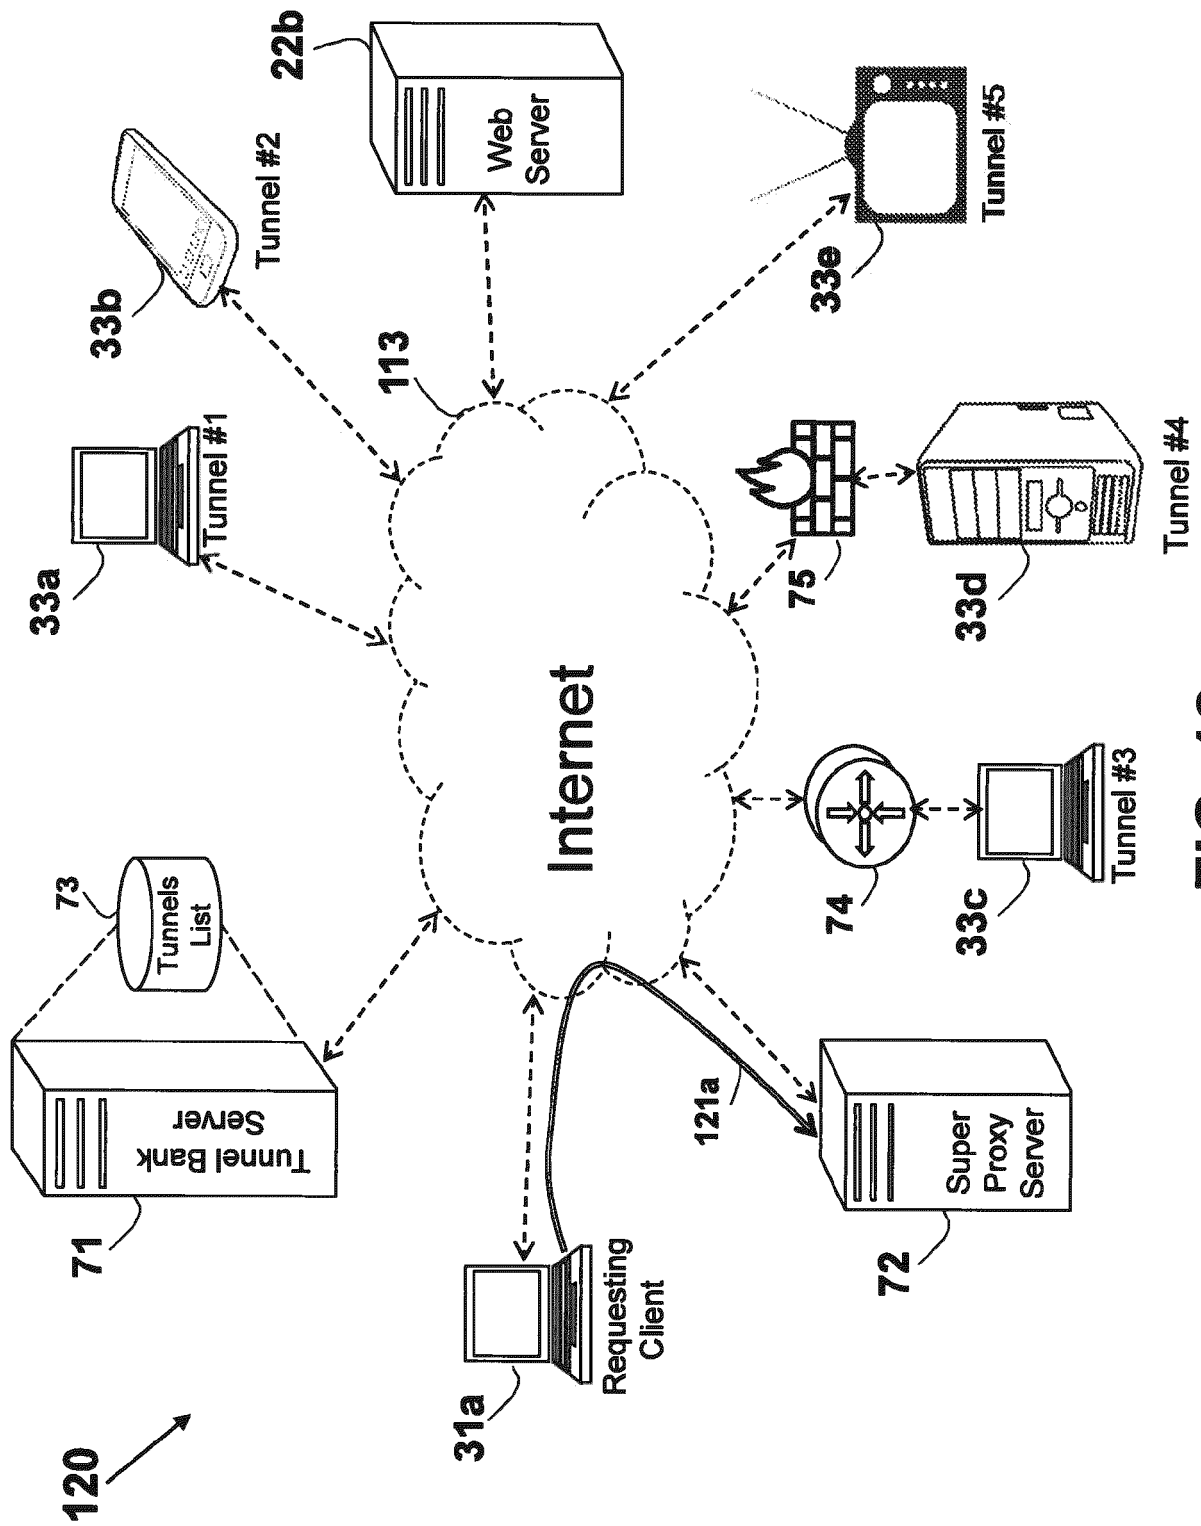 120
71
Tunnel Bank
Server
73
Tunnels
List
33a
Tunnel #1
33b
Tunnel #2
31a
Requesting
Client
Internet
113
22b
Web
Server
121a
72
Super
Proxy
Server
74
33c
Tunnel #3
75
33d
Tunnel #4
33e
Tunnel #5